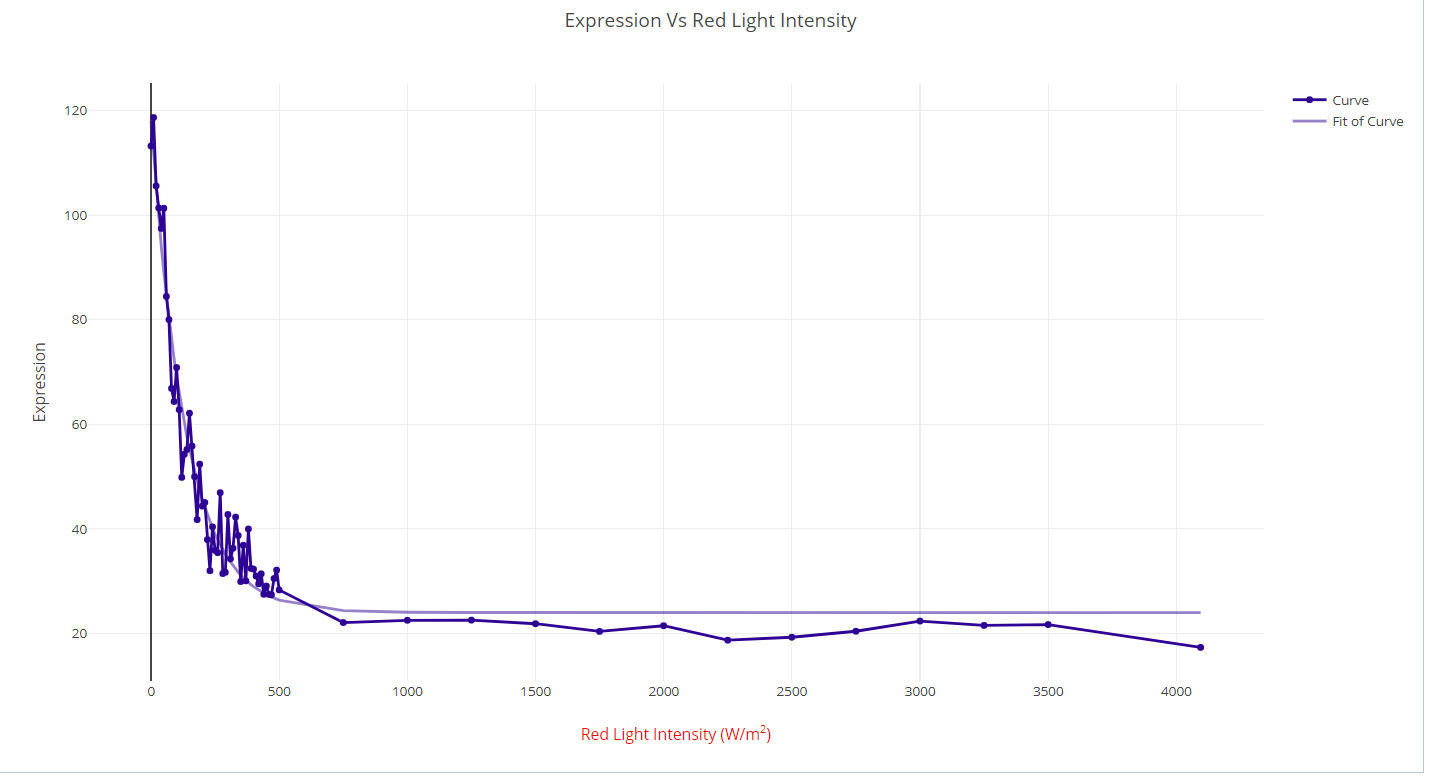 Expression Vs Red Light Intensity
Curve
Fit of Curve
120
100
80
60
40
20
Expression
0 500 1000 1500 2000 2500 3000 3500 4000
Red Light Intensity (W/m²)